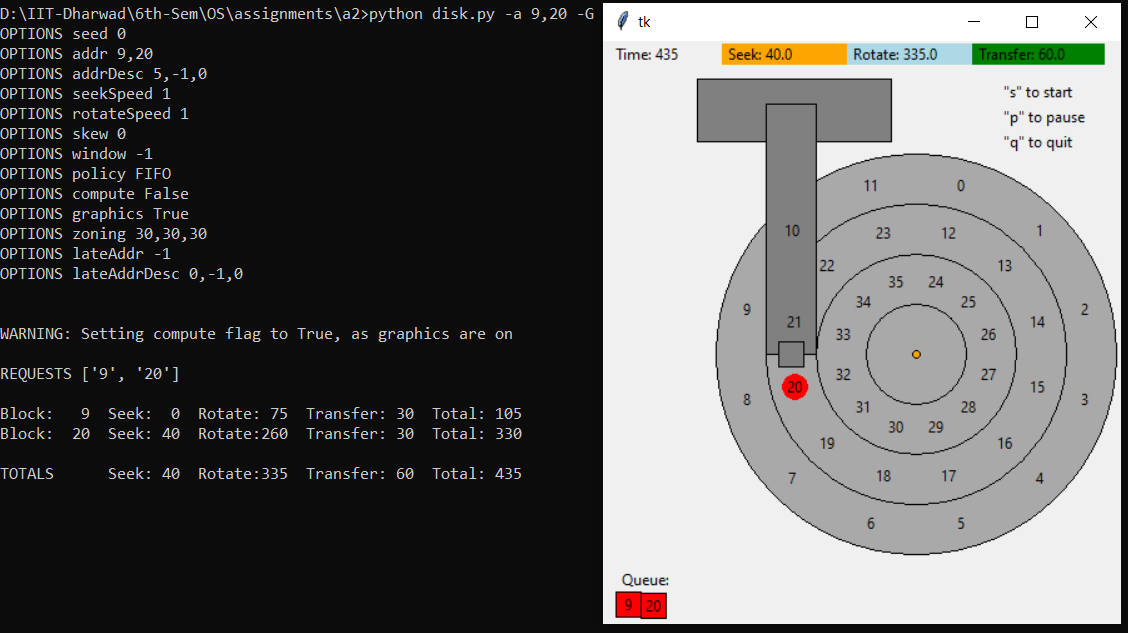 D:\IIT-Dharwad\6th-Sem\OS\assignments\a2>python disk.py -a 9,20 -G
OPTIONS seed 0
OPTIONS addr 9,20
OPTIONS addrDesc 5,-1,0
OPTIONS seekSpeed 1
OPTIONS rotateSpeed 1
OPTIONS skew 0
OPTIONS window -1
OPTIONS policy FIFO
OPTIONS compute False
OPTIONS graphics True
OPTIONS zoning 30,30,30
OPTIONS lateAddr -1
OPTIONS lateAddrDesc 0,-1,0
WARNING: Setting compute flag to True, as graphics are on
REQUESTS ['9', '20']
Block:   9  Seek:  0  Rotate: 75  Transfer: 30  Total: 105
Block:  20  Seek: 40  Rotate:260  Transfer: 30  Total: 330
TOTALS      Seek: 40  Rotate:335  Transfer: 60  Total: 435
tk
Time: 435 Seek: 40.0 Rotate: 335.0 Transfer: 60.0
"s" to start
"p" to pause
"q" to quit
11 0
10 23 12 1
22 13
35 24
9 34 25 2
21 33 26 14
32 27
8 20 31 28 15 3
30 29
19 16
7 18 17 4
6 5
Queue:
9 20